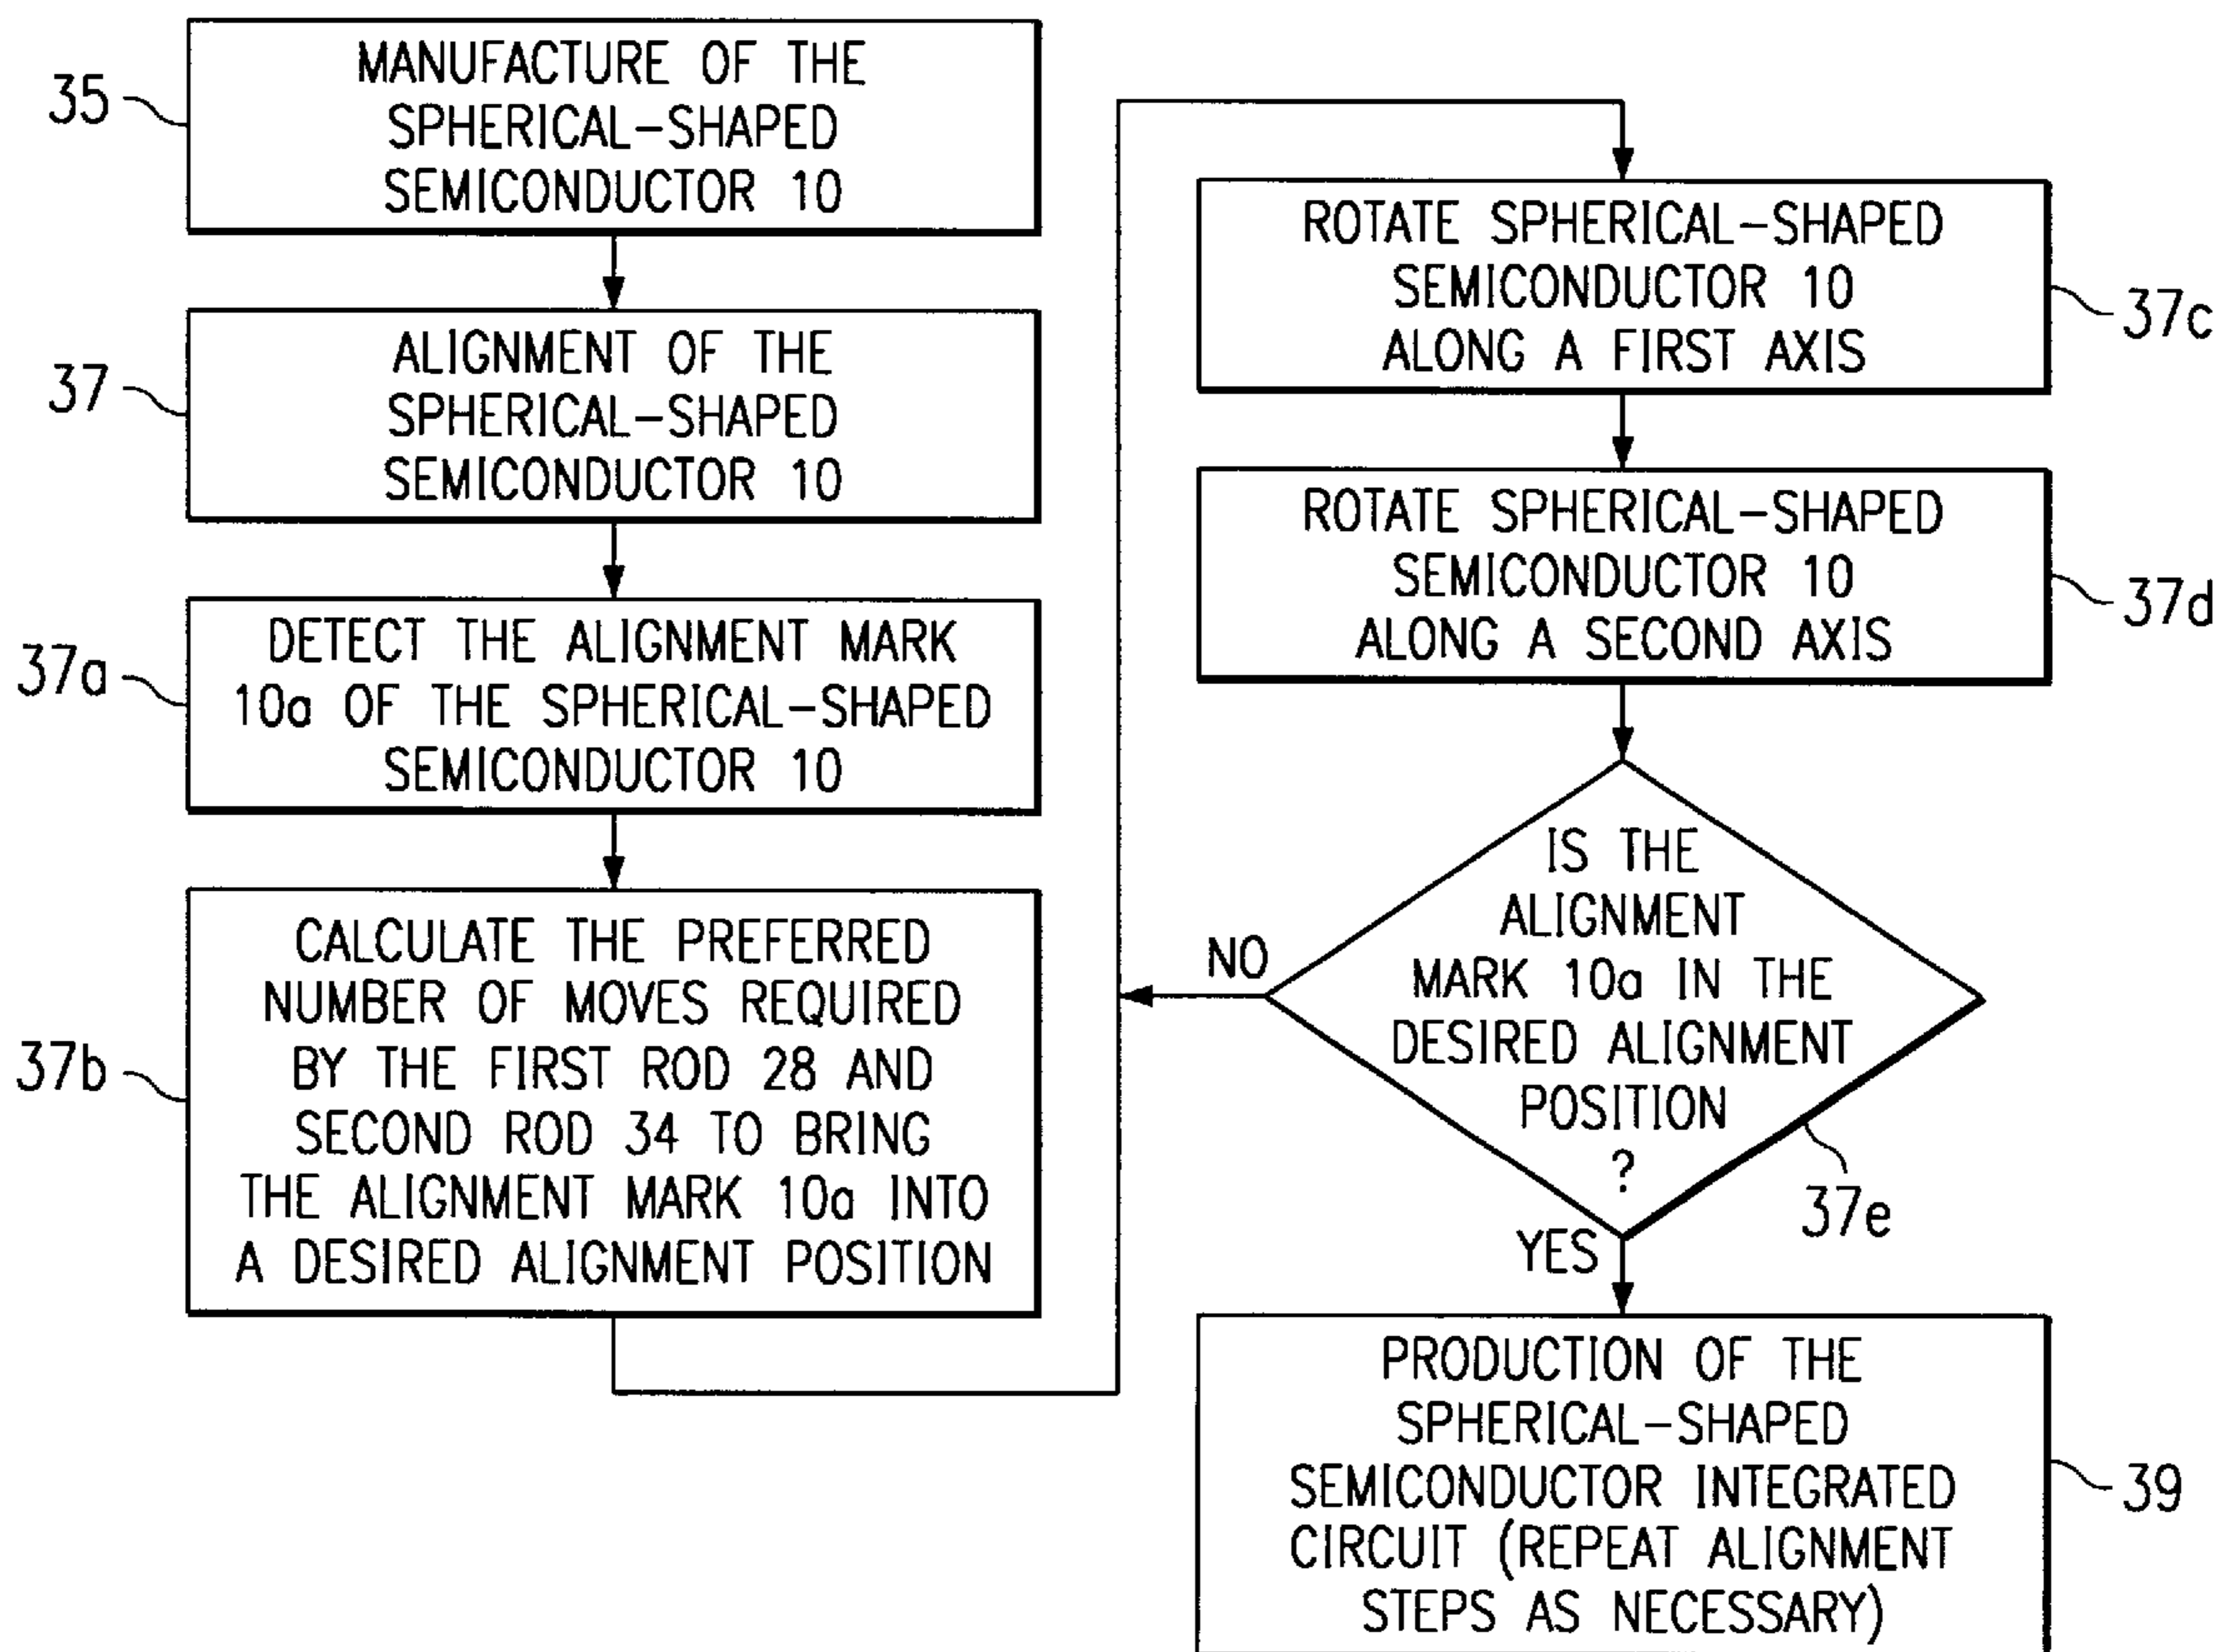 35
MANUFACTURE OF THE
SPHERICAL-SHAPED
SEMICONDUCTOR 10
37
ALIGNMENT OF THE
SPHERICAL-SHAPED
SEMICONDUCTOR 10
37a
DETECT THE ALIGNMENT MARK
10a OF THE SPHERICAL-SHAPED
SEMICONDUCTOR 10
37b
CALCULATE THE PREFERRED
NUMBER OF MOVES REQUIRED
BY THE FIRST ROD 28 AND
SECOND ROD 34 TO BRING
THE ALIGNMENT MARK 10a INTO
A DESIRED ALIGNMENT POSITION
ROTATE SPHERICAL-SHAPED
SEMICONDUCTOR 10
ALONG A FIRST AXIS
37c
ROTATE SPHERICAL-SHAPED
SEMICONDUCTOR 10
ALONG A SECOND AXIS
37d
IS THE
ALIGNMENT
MARK 10a IN THE
DESIRED ALIGNMENT
POSITION
?
37e
NO
YES
PRODUCTION OF THE
SPHERICAL-SHAPED
SEMICONDUCTOR INTEGRATED
CIRCUIT (REPEAT ALIGNMENT
STEPS AS NECESSARY)
39